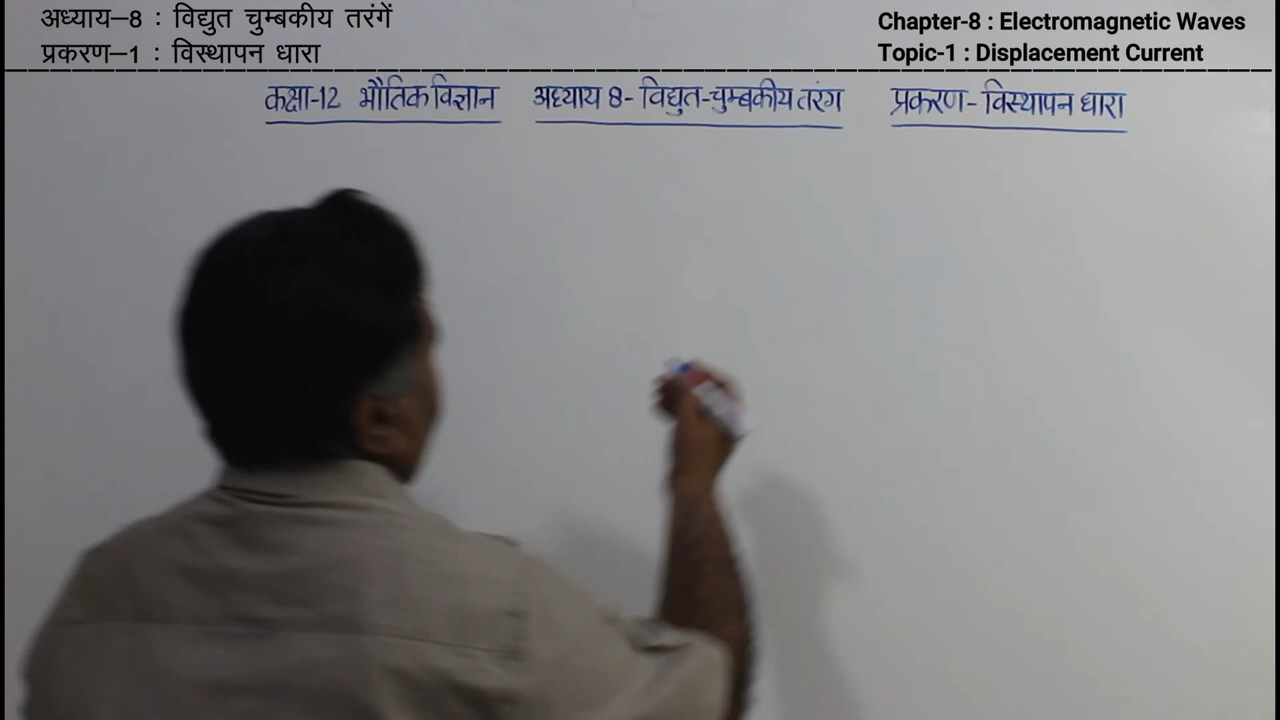 अध्याय–8 : विद्युत चुम्बकीय तरंगें
प्रकरण–1 : विस्थापन धारा
Chapter-8 : Electromagnetic Waves
Topic-1 : Displacement Current
कक्षा-12 भौतिक विज्ञान अध्याय 8- विद्युत-चुम्बकीय तरंग प्रकरण- विस्थापन धारा